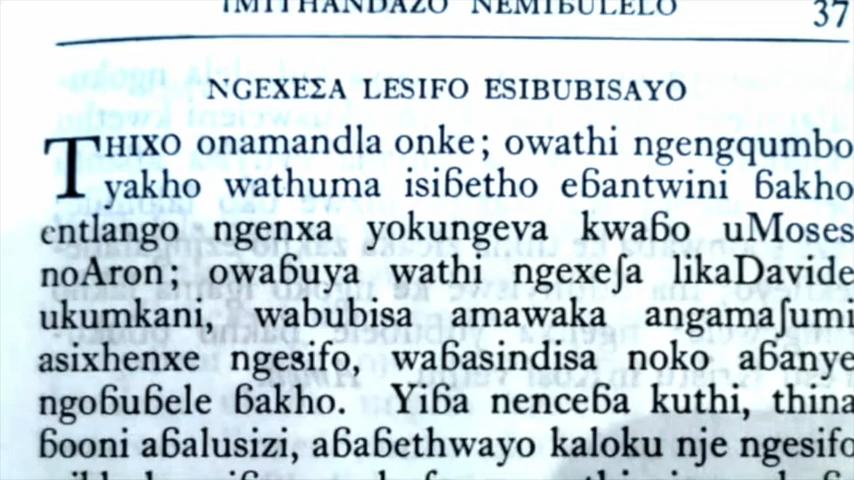 IMITHANDAZO NEMIƁULELO 37
NGEXEΣA LESIFO ESIBUBISAYO
THIXO onamandla onke; owathi ngengqumbo
yakho wathuma isiɓetho eɓantwini ɓakho
entlango ngenxa yokungeva kwaɓo uMoses
noAron; owaɓuya wathi ngexeʃa likaDavide
ukumkani, wabubisa amawaka angamaʃumi
asixhenxe ngesifo, waɓasindisa noko aɓanye
ngoɓuɓele ɓakho. Yiɓa nenceɓa kuthi, thina
ɓooni aɓalusizi, aɓaɓethwayo kaloku nje ngesifo